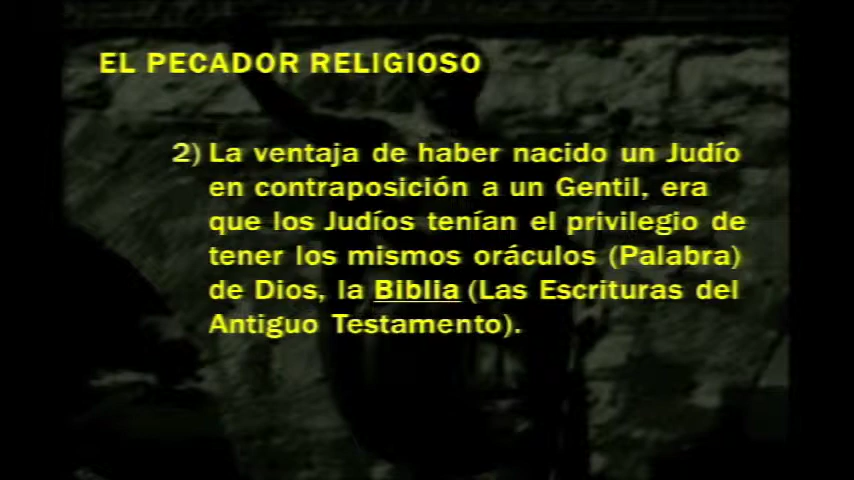 EL PECADOR RELIGIOSO
2) La ventaja de haber nacido un Judío
en contraposición a un Gentil, era
que los Judíos tenían el privilegio de
tener los mismos oráculos (Palabra)
de Dios, la Biblia (Las Escrituras del
Antiguo Testamento).